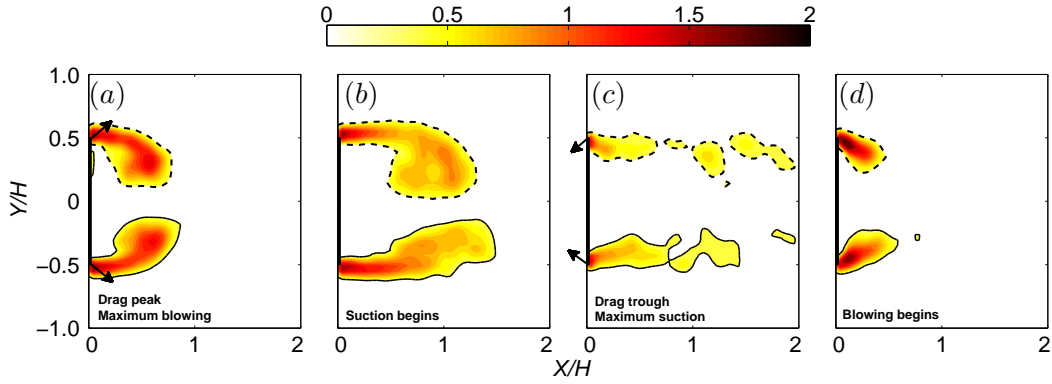 0 0.5 1 1.5 2
(a) (b) (c) (d)
1.0
0.5
0
−0.5
−1.0
Y/H
Drag peak
Maximum blowing
Suction begins
Drag trough
Maximum suction
Blowing begins
0 1 2 0 1 2 0 1 2 0 1 2
X/H